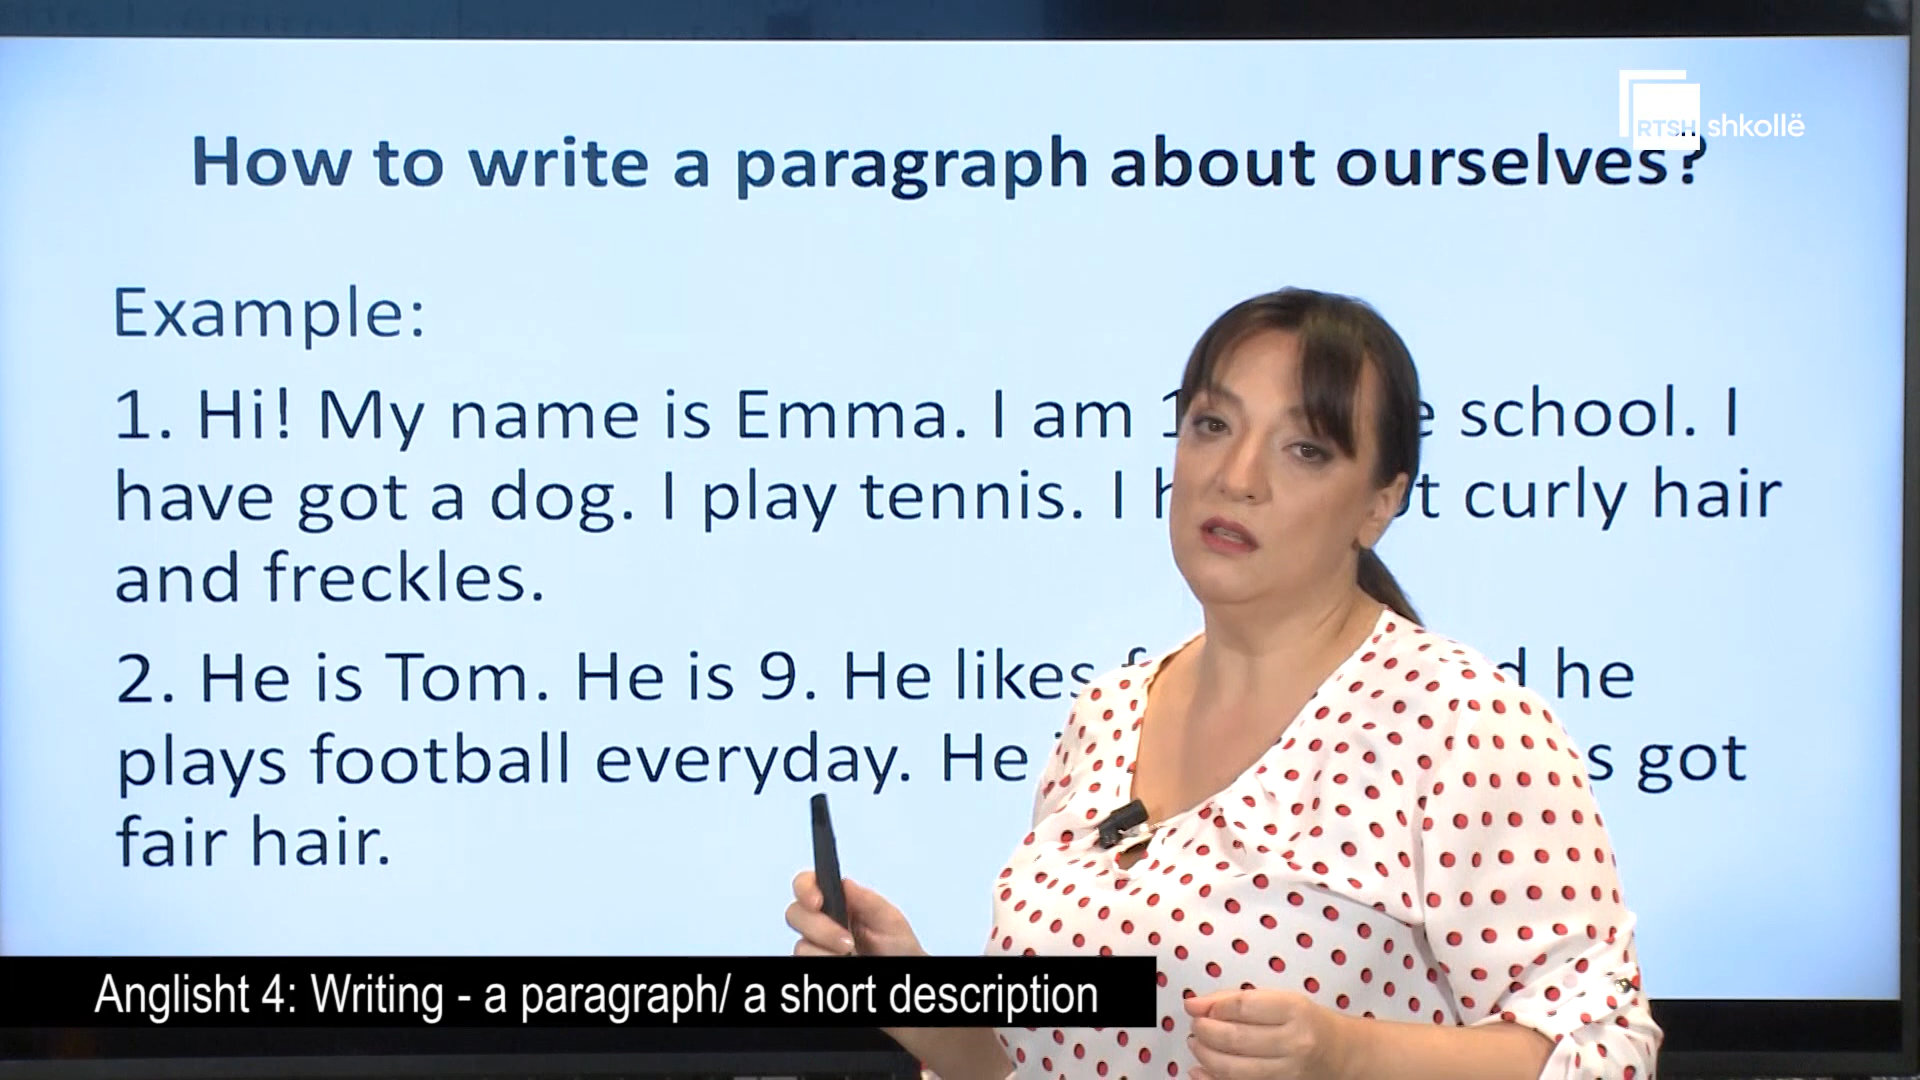 RTSH shkollë
How to write a paragraph about ourselves?
Example:
1. Hi! My name is Emma. I am school. I
have got a dog. I play tennis. I curly hair
and freckles.
2. He is Tom. He is 9. He likes he
plays football everyday. He got
fair hair.
Anglisht 4: Writing - a paragraph/ a short description